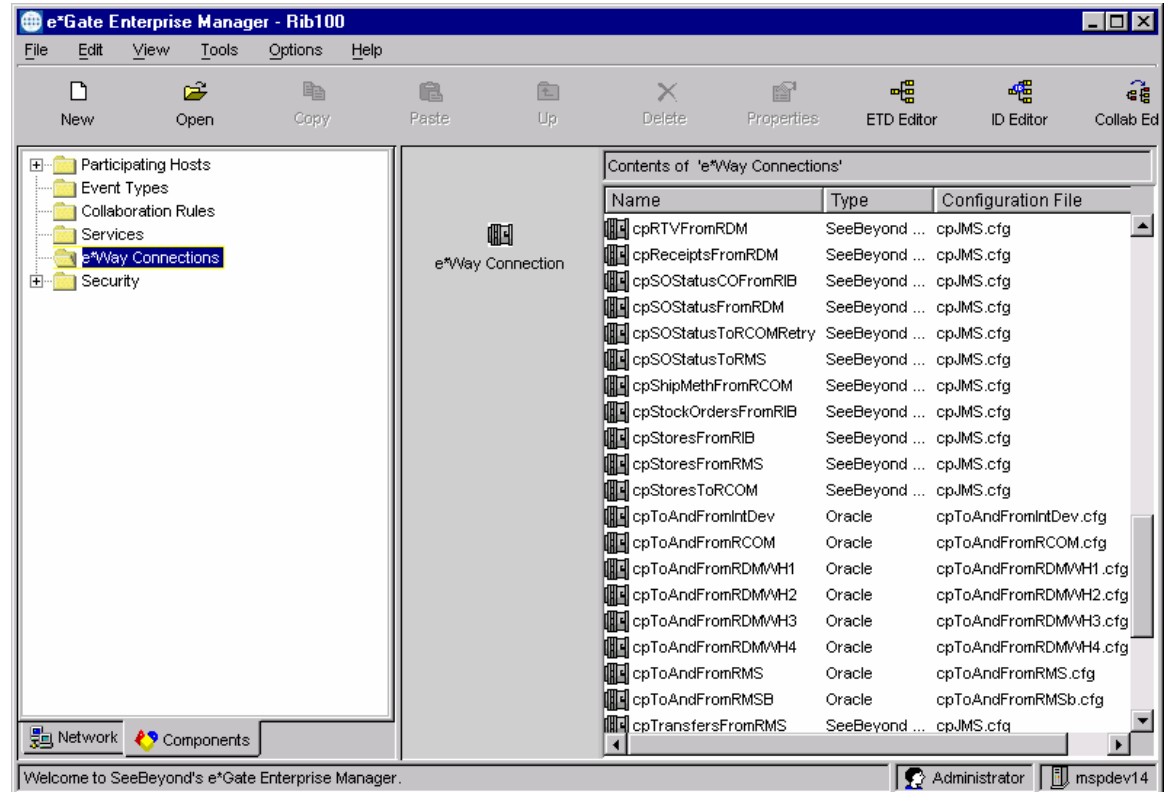 e*Gate Enterprise Manager - Rib100
File Edit View Tools Options Help
New Open Copy Paste Up Delete Properties ETD Editor ID Editor Collab Ed
Participating Hosts
Event Types
Collaboration Rules
Services
e*Way Connections
Security
e*Way Connection
Contents of 'e*Way Connections'
Name Type Configuration File
cpRTVFromRDM SeeBeyond ... cpJMS.cfg
cpReceiptsFromRDM SeeBeyond ... cpJMS.cfg
cpSOStatusCOFromRIB SeeBeyond ... cpJMS.cfg
cpSOStatusFromRDM SeeBeyond ... cpJMS.cfg
cpSOStatusToRCOMRetry SeeBeyond ... cpJMS.cfg
cpSOStatusToRMS SeeBeyond ... cpJMS.cfg
cpShipMethFromRCOM SeeBeyond ... cpJMS.cfg
cpStockOrdersFromRIB SeeBeyond ... cpJMS.cfg
cpStoresFromRIB SeeBeyond ... cpJMS.cfg
cpStoresFromRMS SeeBeyond ... cpJMS.cfg
cpStoresToRCOM SeeBeyond ... cpJMS.cfg
cpToAndFromIntDev Oracle cpToAndFromIntDev.cfg
cpToAndFromRCOM Oracle cpToAndFromRCOM.cfg
cpToAndFromRDMWH1 Oracle cpToAndFromRDMWH1.cfg
cpToAndFromRDMWH2 Oracle cpToAndFromRDMWH2.cfg
cpToAndFromRDMWH3 Oracle cpToAndFromRDMWH3.cfg
cpToAndFromRDMWH4 Oracle cpToAndFromRDMWH4.cfg
cpToAndFromRMS Oracle cpToAndFromRMS.cfg
cpToAndFromRMSB Oracle cpToAndFromRMSb.cfg
cpTransfersFromRMS SeeBeyond ... cpJMS.cfg
Network Components
Welcome to SeeBeyond's e*Gate Enterprise Manager. Administrator mspdev14